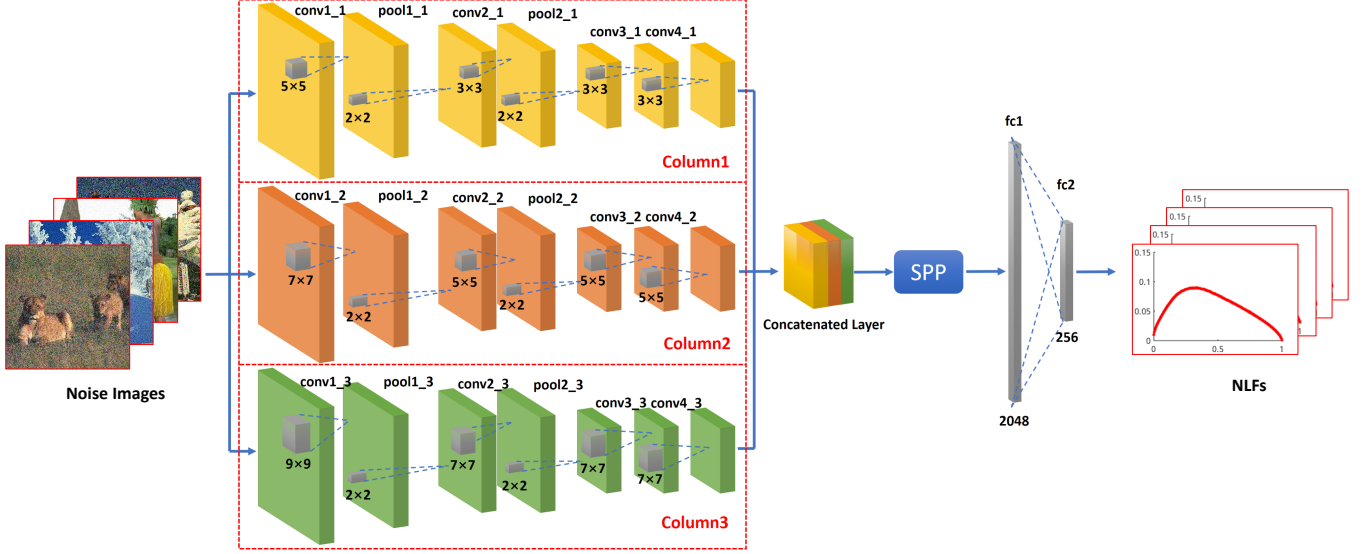 conv1_1 pool1_1 conv2_1 pool2_1
conv3_1 conv4_1
5×5 3×3 3×3 3×3
2×2 2×2
Column1
conv1_2 pool1_2 conv2_2 pool2_2
conv3_2 conv4_2
7×7 5×5 5×5 5×5
2×2 2×2
Column2
conv1_3 pool1_3 conv2_3 pool2_3
conv3_3 conv4_3
9×9 7×7 7×7 7×7
2×2 2×2
Column3
Noise Images
Concatenated Layer
SPP
fc1
2048
fc2
256
0.15
0.15
0.15
0.15
0.1
0.05
0
0 0.5 1
1
1
NLFs